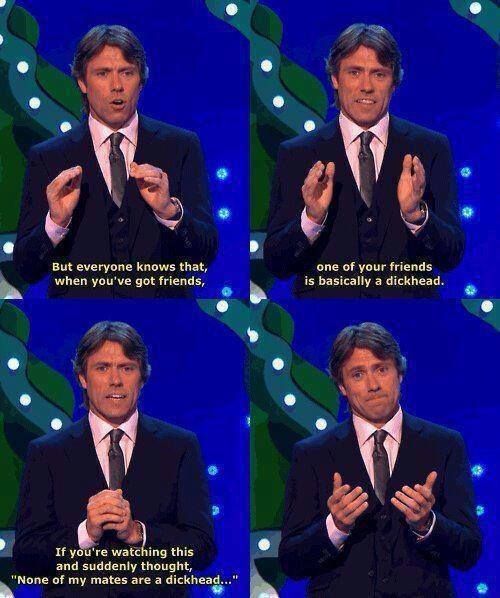 But everyone knows that,
when you've got friends,
one of your friends
is basically a dickhead.
If you're watching this
and suddenly thought,
"None of my mates are a dickhead..."